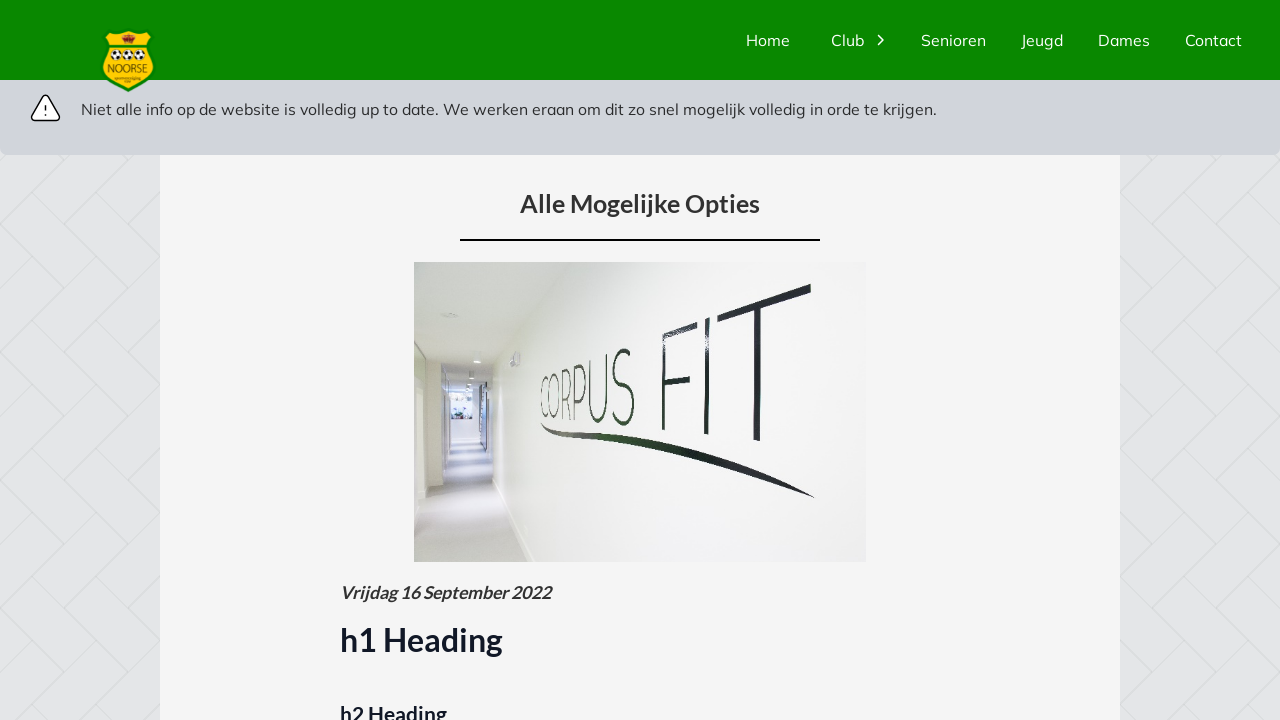 Home
Club
Senioren
Jeugd
Dames
Contact
NOORSE
Niet alle info op de website is volledig up to date. We werken eraan om dit zo snel mogelijk volledig in orde te krijgen.
Alle Mogelijke Opties
CORPUS FIT
Vrijdag 16 September 2022
h1 Heading
h2 Heading